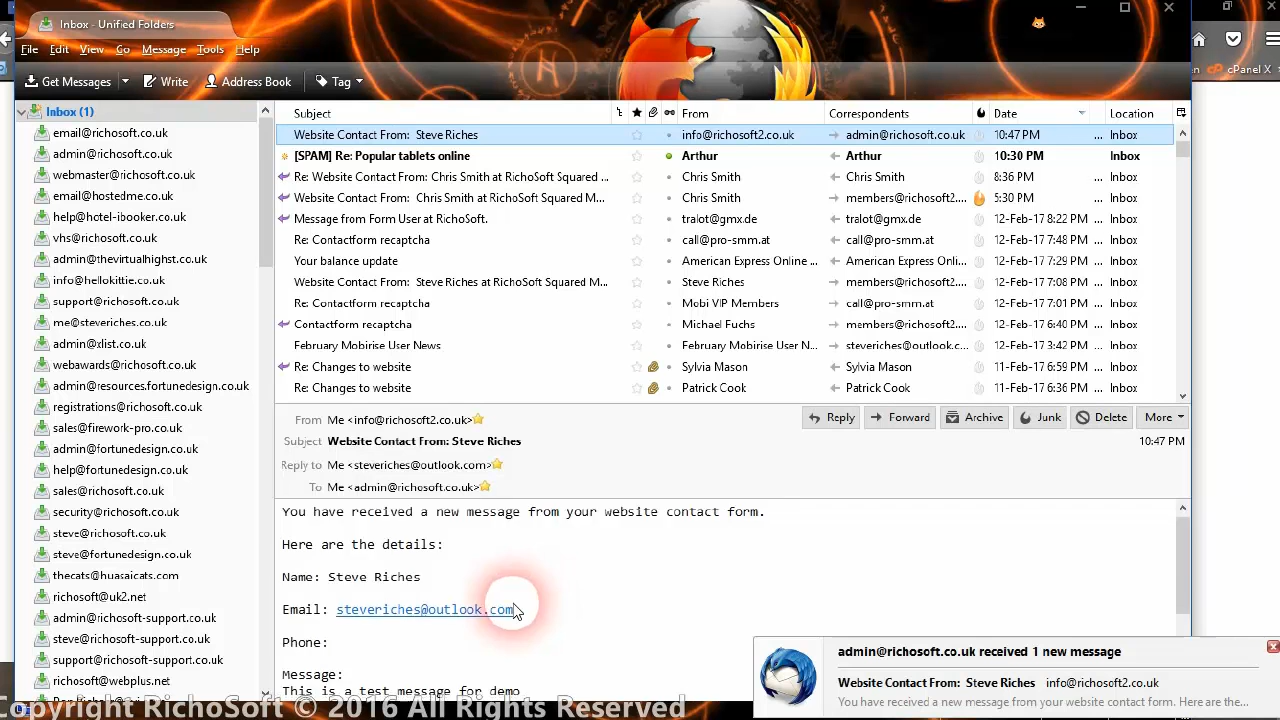 Inbox - Unified Folders
File Edit View Go Message Tools Help
Get Messages Write Address Book Tag
cPanel X
Inbox (1)
email@richosoft.co.uk
admin@richosoft.co.uk
webmaster@richosoft.co.uk
email@hostedme.co.uk
help@hotel-ibooker.co.uk
vhs@richosoft.co.uk
admin@thevirtualhighst.co.uk
info@hellokittie.co.uk
support@richosoft.co.uk
me@steveriches.co.uk
admin@xlist.co.uk
webawards@richosoft.co.uk
admin@resources.fortunedesign.co.uk
registrations@richosoft.co.uk
sales@firework-pro.co.uk
admin@fortunedesign.co.uk
help@fortunedesign.co.uk
sales@richosoft.co.uk
security@richosoft.co.uk
steve@richosoft.co.uk
steve@fortunedesign.co.uk
thecats@huasaicats.com
richosoft@uk2.net
admin@richosoft-support.co.uk
steve@richosoft-support.co.uk
support@richosoft-support.co.uk
richosoft@webplus.net
Subject From Correspondents Date Location
Website Contact From: Steve Riches info@richosoft2.co.uk admin@richosoft.co.uk 10:47 PM ... Inbox
[SPAM] Re: Popular tablets online Arthur Arthur 10:30 PM ... Inbox
Re: Website Contact From: Chris Smith at RichoSoft Squared ... Chris Smith Chris Smith 8:36 PM ... Inbox
Website Contact From: Chris Smith at RichoSoft Squared M... Chris Smith members@richosoft2.... 5:30 PM ... Inbox
Message from Form User at RichoSoft. tralot@gmx.de tralot@gmx.de 12-Feb-17 8:22 PM ... Inbox
Re: Contactform recaptcha call@pro-smm.at call@pro-smm.at 12-Feb-17 7:48 PM ... Inbox
Your balance update American Express Online ... American Express Onli... 12-Feb-17 7:29 PM ... Inbox
Website Contact From: Steve Riches at RichoSoft Squared M... Steve Riches members@richosoft2.... 12-Feb-17 7:08 PM ... Inbox
Re: Contactform recaptcha Mobi VIP Members call@pro-smm.at 12-Feb-17 7:01 PM ... Inbox
Contactform recaptcha Michael Fuchs members@richosoft2.... 12-Feb-17 6:40 PM ... Inbox
February Mobirise User News February Mobirise User N... steveriches@outlook.c... 12-Feb-17 3:42 PM ... Inbox
Re: Changes to website Sylvia Mason Sylvia Mason 11-Feb-17 6:59 PM ... Inbox
Re: Changes to website Patrick Cook Patrick Cook 11-Feb-17 6:36 PM ... Inbox
From Me <info@richosoft2.co.uk> Reply Forward Archive Junk Delete More
Subject Website Contact From: Steve Riches 10:47 PM
Reply to Me <steveriches@outlook.com>
To Me <admin@richosoft.co.uk>
You have received a new message from your website contact form.
Here are the details:
Name: Steve Riches
Email: steveriches@outlook.com
Phone:
Message:
This is a test message for demo
admin@richosoft.co.uk received 1 new message
Website Contact From: Steve Riches info@richosoft2.co.uk
You have received a new message from your website contact form. Here are the...
opyright RichoSoft © 2016 All Rights Reserved